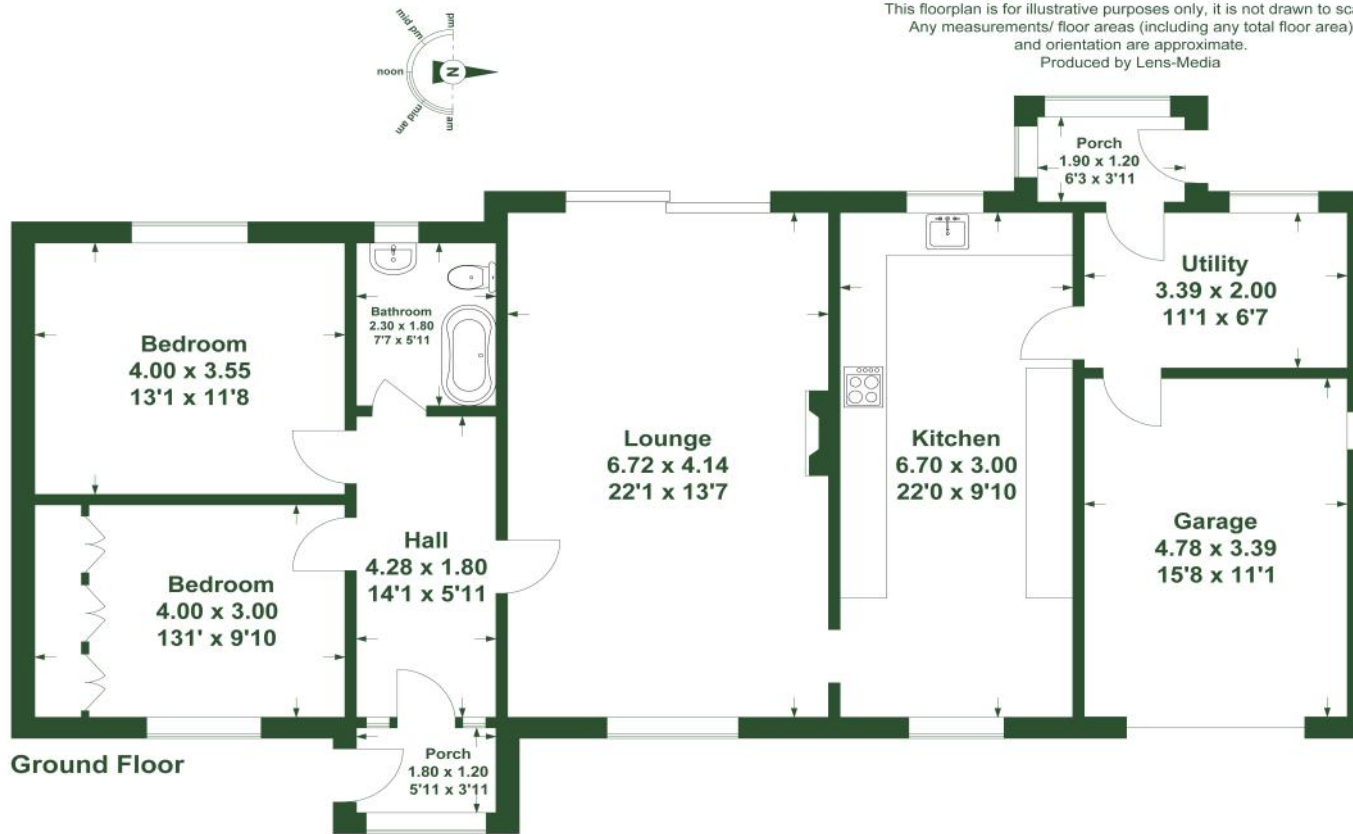 This floorplan is for illustrative purposes only, it is not drawn to sca
Any measurements/ floor areas (including any total floor area)
and orientation are approximate.
Produced by Lens-Media
pm
mid pm
noon
N
mid am
am
Porch
1.90 x 1.20
6'3 x 3'11
Utility
3.39 x 2.00
11'1 x 6'7
Bathroom
2.30 x 1.80
7'7 x 5'11
Bedroom
4.00 x 3.55
13'1 x 11'8
Lounge
6.72 x 4.14
22'1 x 13'7
Kitchen
6.70 x 3.00
22'0 x 9'10
Garage
4.78 x 3.39
15'8 x 11'1
Hall
4.28 x 1.80
14'1 x 5'11
Bedroom
4.00 x 3.00
131' x 9'10
Porch
1.80 x 1.20
5'11 x 3'11
Ground Floor